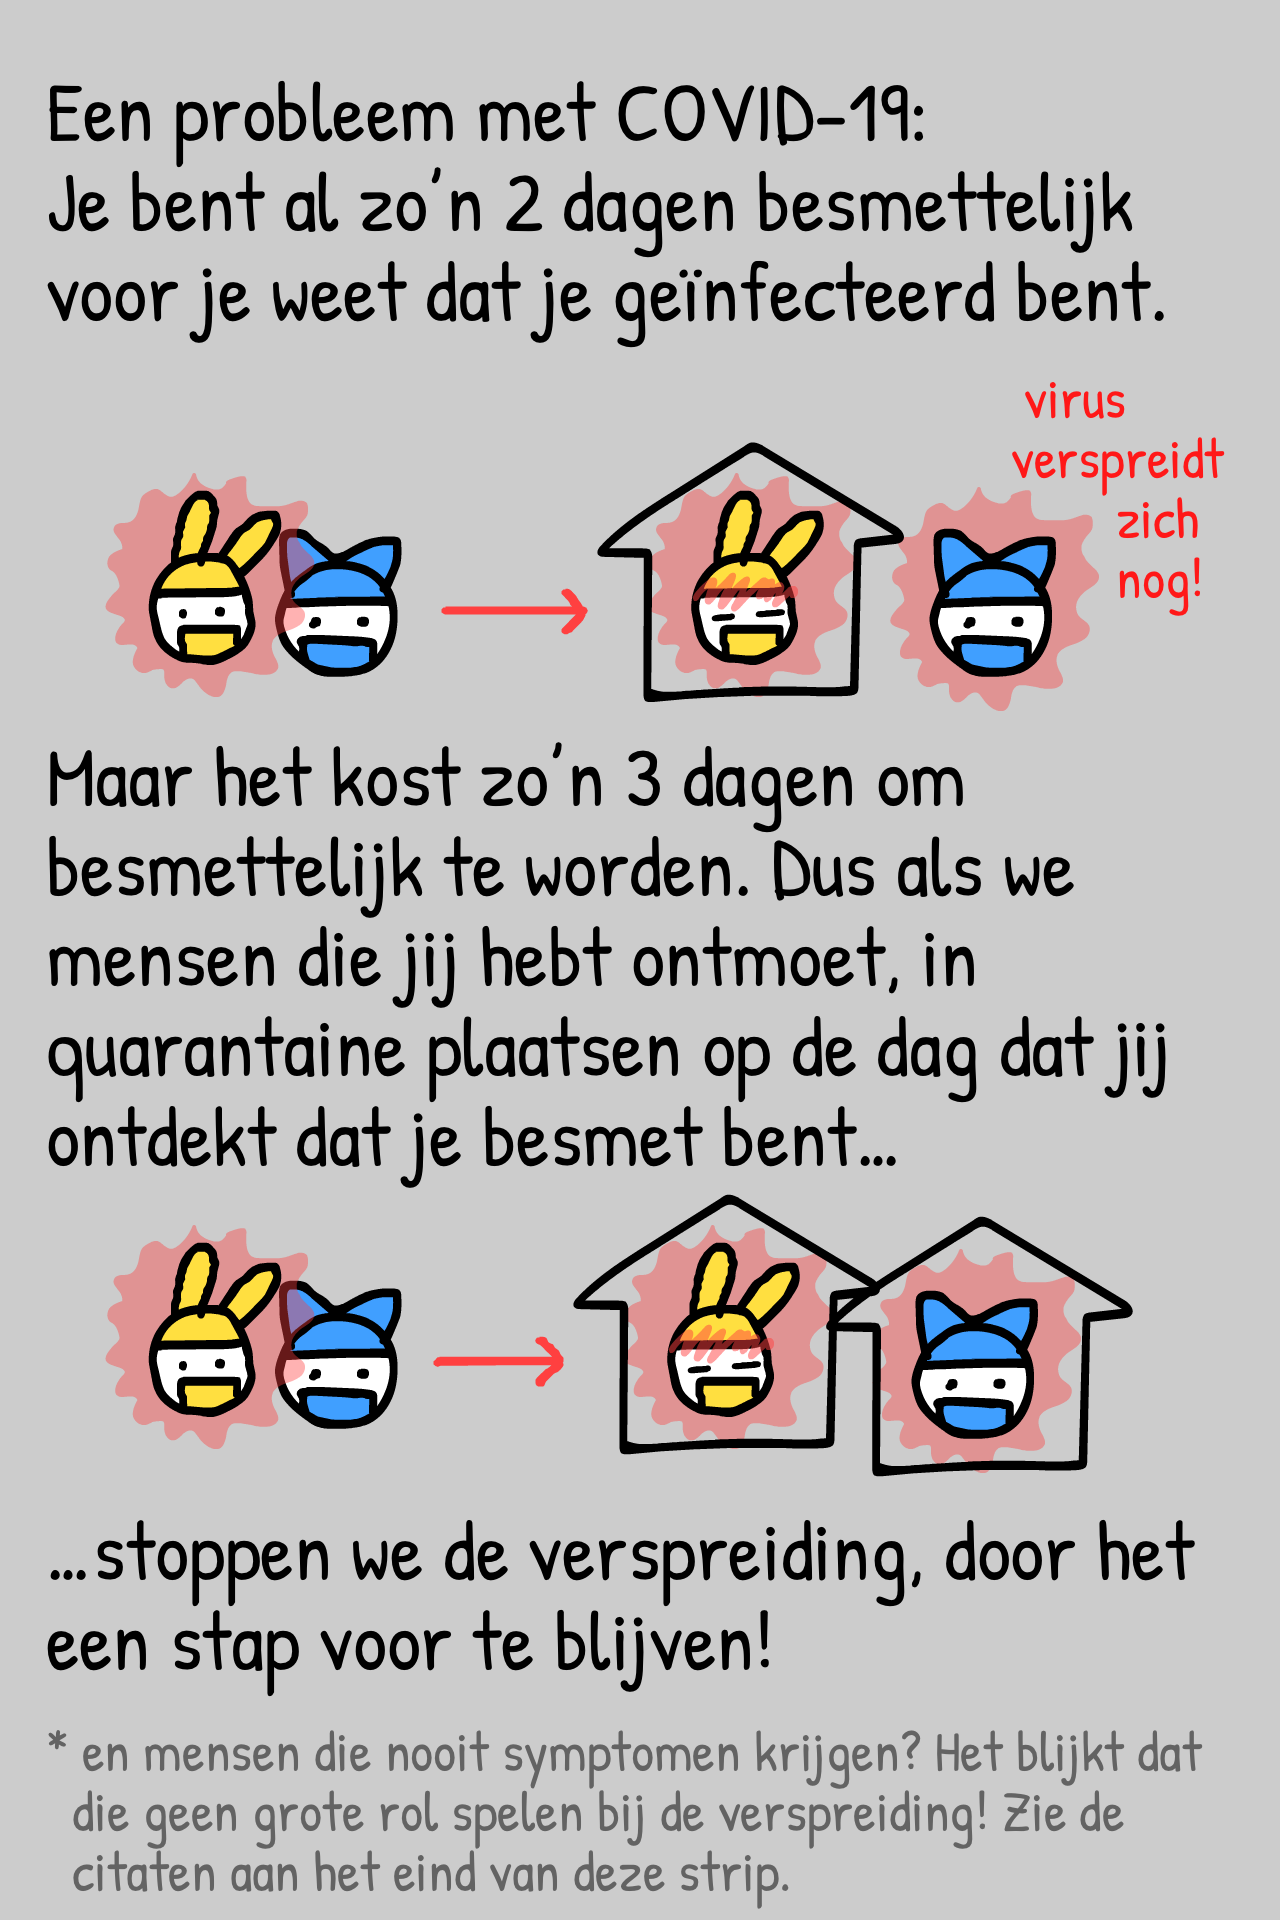 Een probleem met COVID-19:
Je bent al zo'n 2 dagen besmettelijk
voor je weet dat je geïnfecteerd bent.
virus
verspreidt
zich
nog!
Maar het kost zo'n 3 dagen om
besmettelijk te worden. Dus als we
mensen die jij hebt ontmoet, in
quarantaine plaatsen op de dag dat jij
ontdekt dat je besmet bent...
...stoppen we de verspreiding, door het
een stap voor te blijven!
* en mensen die nooit symptomen krijgen? Het blijkt dat
die geen grote rol spelen bij de verspreiding! Zie de
citaten aan het eind van deze strip.